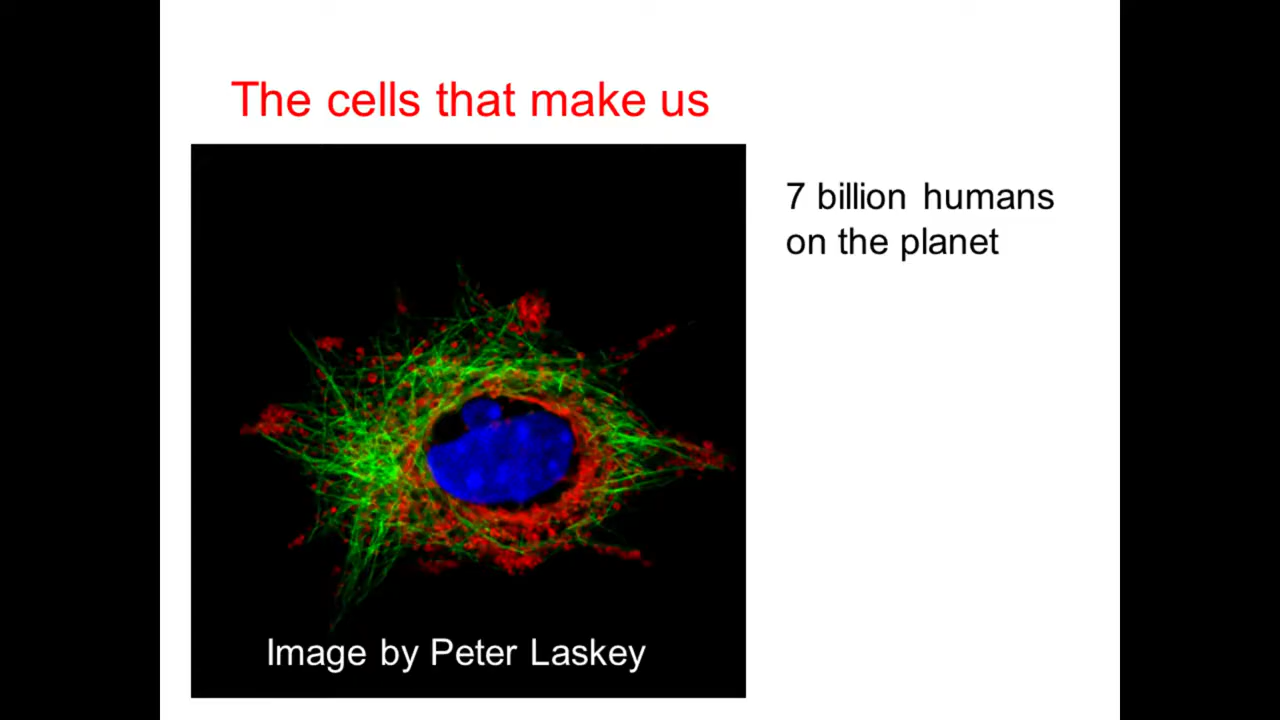 The cells that make us
7 billion humans
on the planet
Image by Peter Laskey